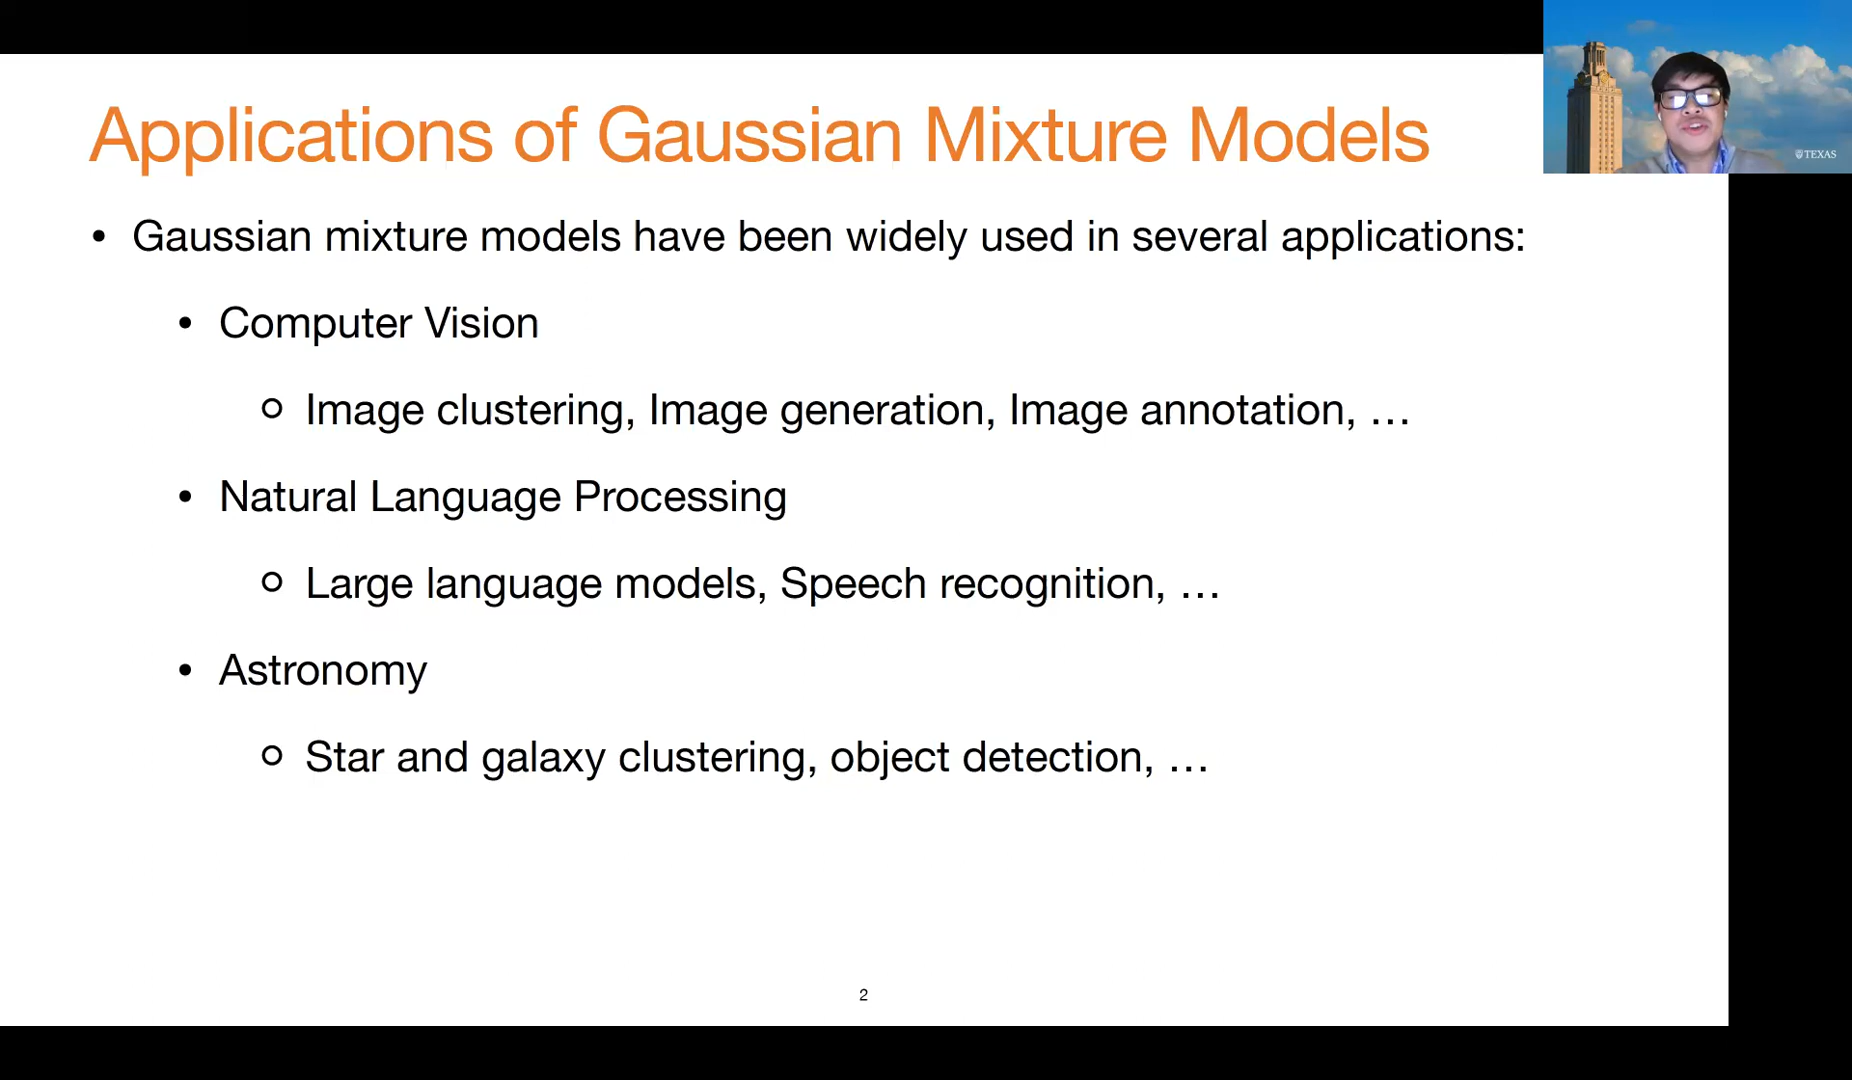 Applications of Gaussian Mixture Models
TEXAS
• Gaussian mixture models have been widely used in several applications:
• Computer Vision
Image clustering, Image generation, Image annotation, …
• Natural Language Processing
Large language models, Speech recognition, …
• Astronomy
Star and galaxy clustering, object detection, …
2